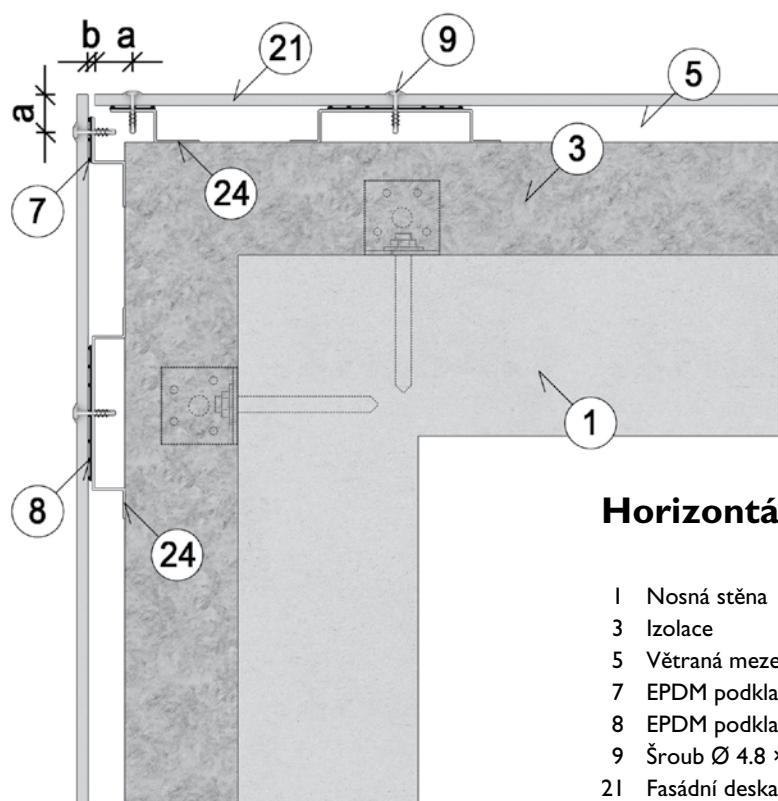 b a
21
9
5
a
3
7
24
1
8
24
Horizontá
1 Nosná stěna
3 Izolace
5 Větraná meze
7 EPDM podkla
8 EPDM podkla
9 Šroub Ø 4.8 ×
21 Fasádní deska